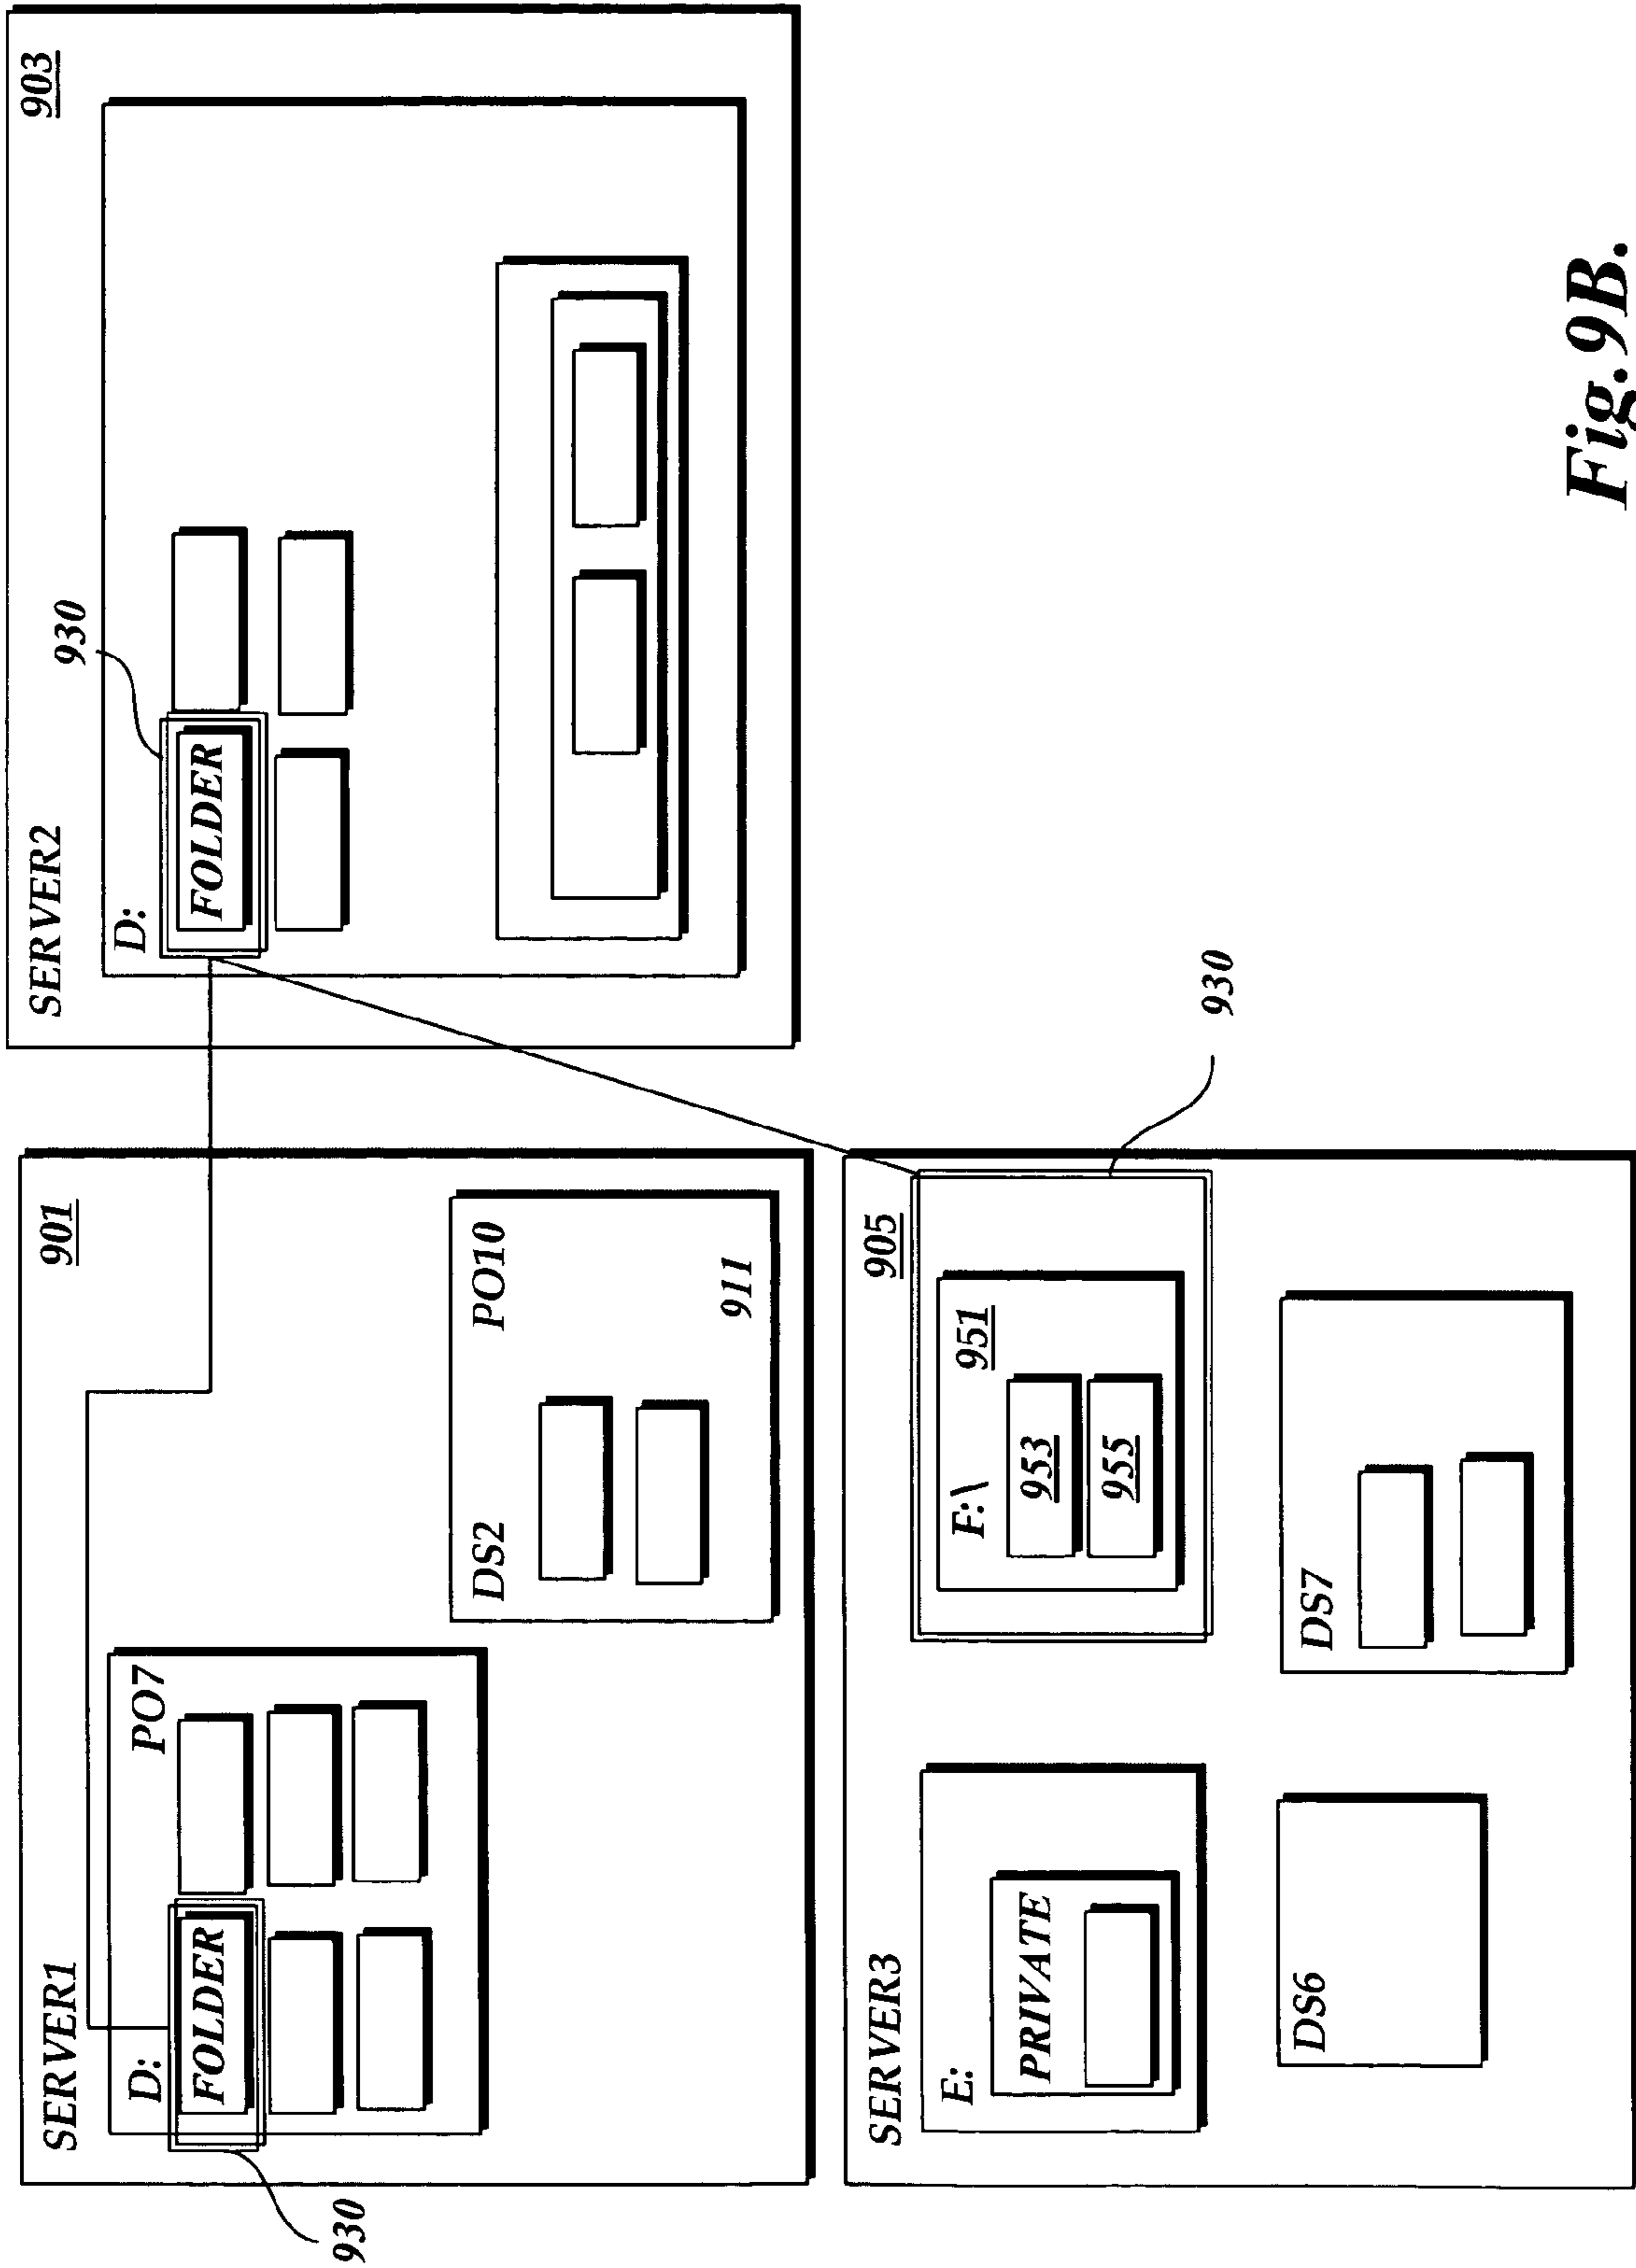 SERVER1 901
D: PO7
FOLDER
930
DS2 PO10
911
SERVER2 903
930
D:
FOLDER
SERVER3 905
E:
PRIVATE
F:\ 951
953
955
930
DS6
DS7
Fig.9B.